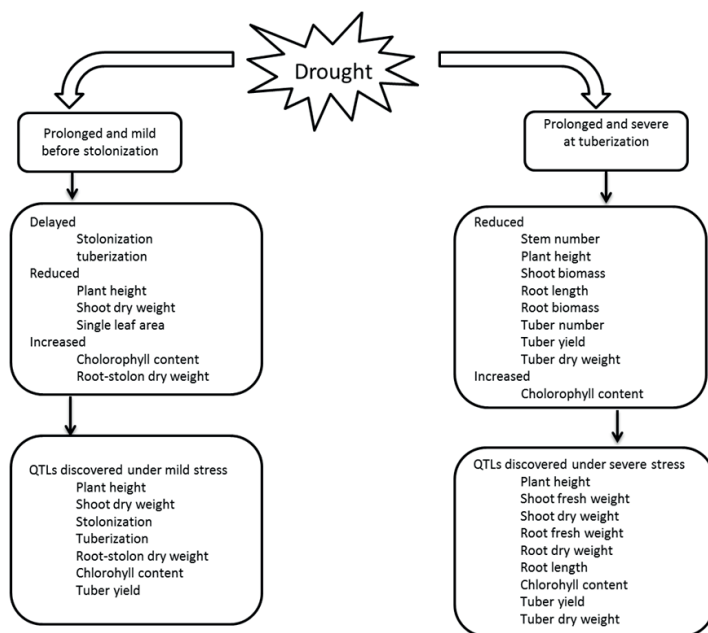 Drought
Prolonged and mild
before stolonization
Delayed
Stolonization
tuberization
Reduced
Plant height
Shoot dry weight
Single leaf area
Increased
Cholorophyll content
Root-stolon dry weight
QTLs discovered under mild stress
Plant height
Shoot dry weight
Stolonization
Tuberization
Root-stolon dry weight
Chlorohyll content
Tuber yield
Prolonged and severe
at tuberization
Reduced
Stem number
Plant height
Shoot biomass
Root length
Root biomass
Tuber number
Tuber yield
Tuber dry weight
Increased
Cholorophyll content
QTLs discovered under severe stress
Plant height
Shoot fresh weight
Shoot dry weight
Root fresh weight
Root dry weight
Root length
Chlorohyll content
Tuber yield
Tuber dry weight